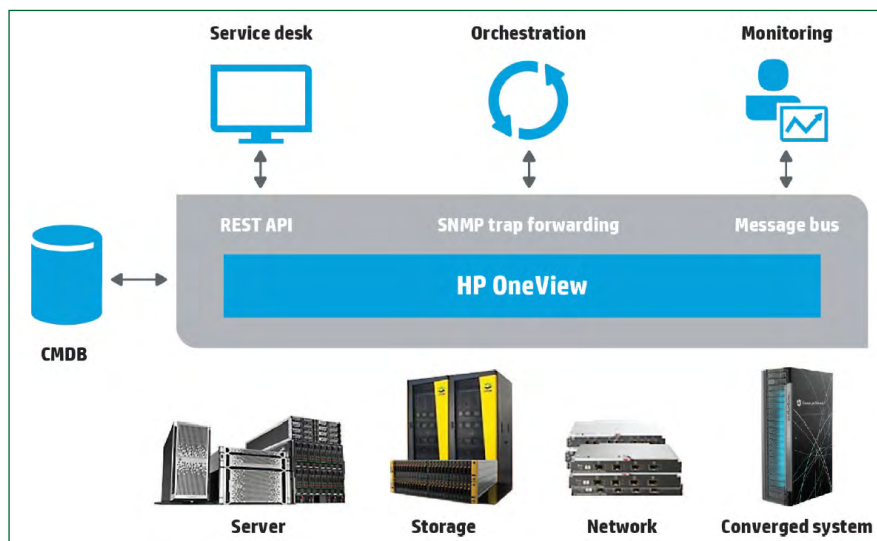 Service desk
Orchestration
Monitoring
REST API
SNMP trap forwarding
Message bus
HP OneView
CMDB
Server
Storage
Network
Converged system